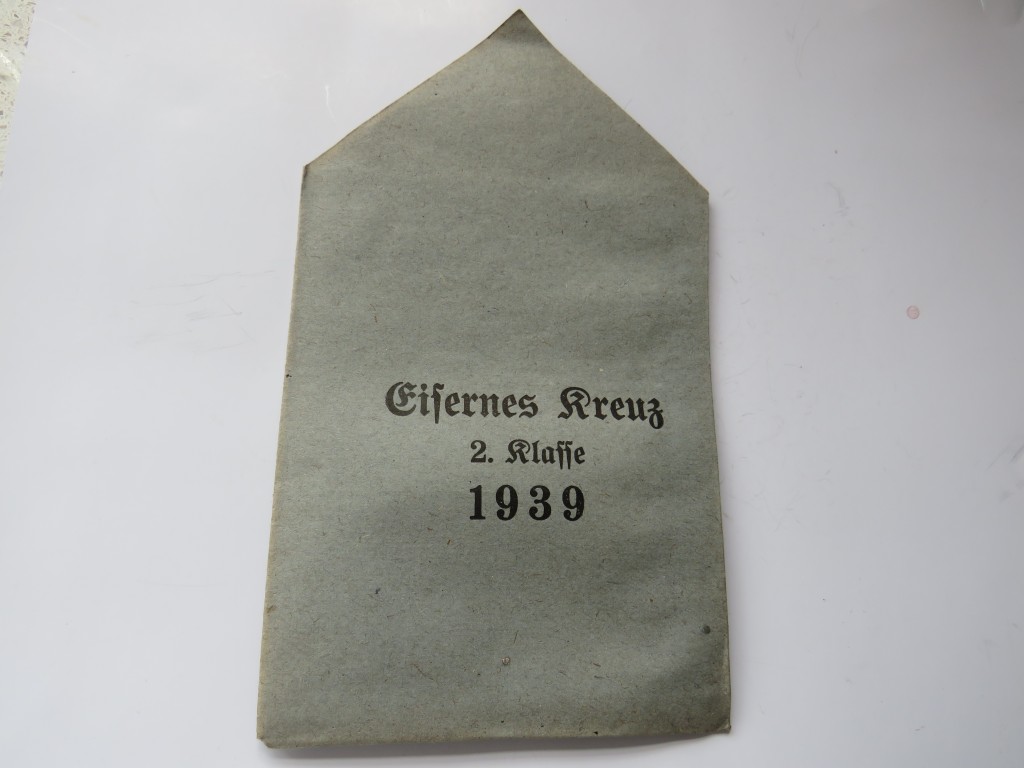 Eiſernes Kreuz
2. Klaſſe
1939